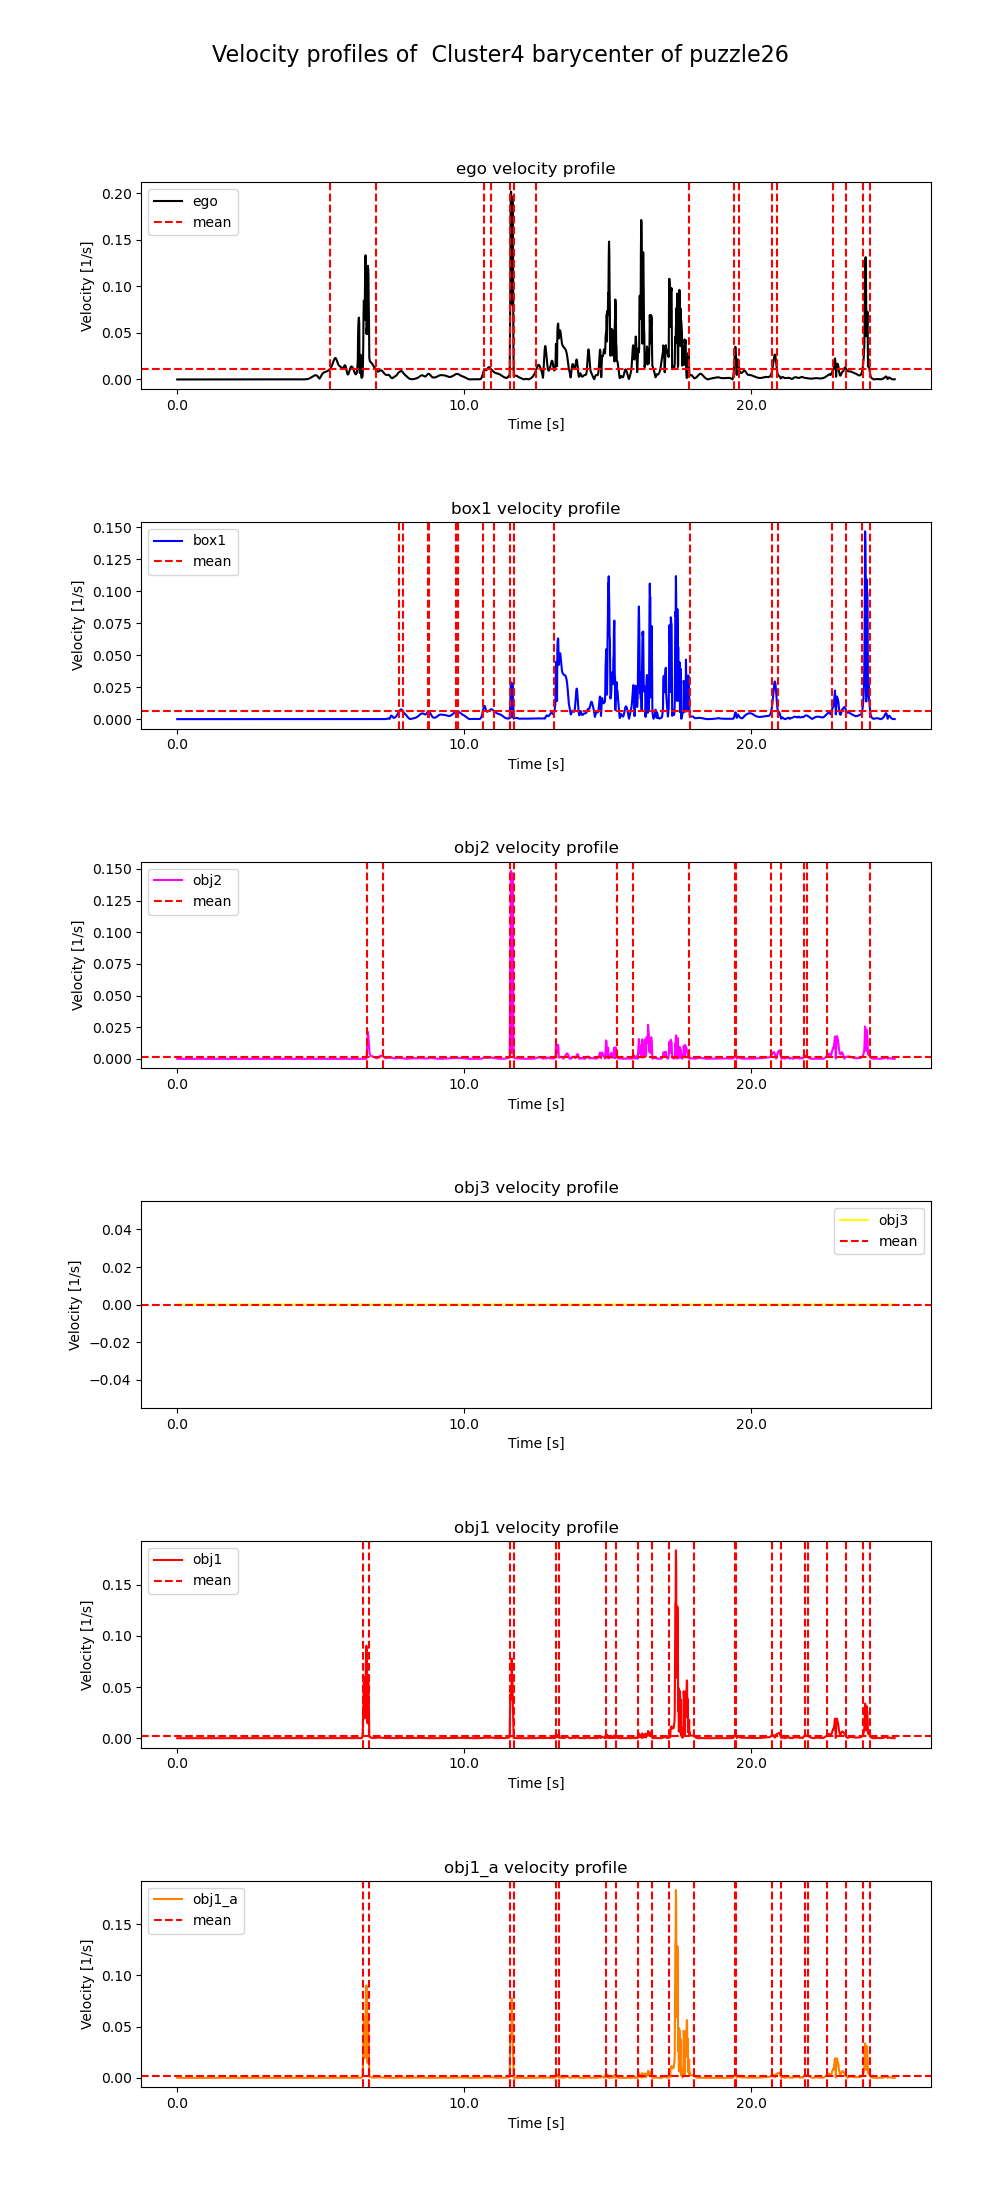 Velocity profiles of  Cluster4 barycenter of puzzle26
ego velocity profile
ego
mean
Velocity [1/s]
0.20
0.15
0.10
0.05
0.00
0.0 10.0 20.0
Time [s]
box1 velocity profile
box1
mean
Velocity [1/s]
0.150
0.125
0.100
0.075
0.050
0.025
0.000
0.0 10.0 20.0
Time [s]
obj2 velocity profile
obj2
mean
Velocity [1/s]
0.150
0.125
0.100
0.075
0.050
0.025
0.000
0.0 10.0 20.0
Time [s]
obj3 velocity profile
obj3
mean
Velocity [1/s]
0.04
0.02
0.00
−0.02
−0.04
0.0 10.0 20.0
Time [s]
obj1 velocity profile
obj1
mean
Velocity [1/s]
0.15
0.10
0.05
0.00
0.0 10.0 20.0
Time [s]
obj1_a velocity profile
obj1_a
mean
Velocity [1/s]
0.15
0.10
0.05
0.00
0.0 10.0 20.0
Time [s]